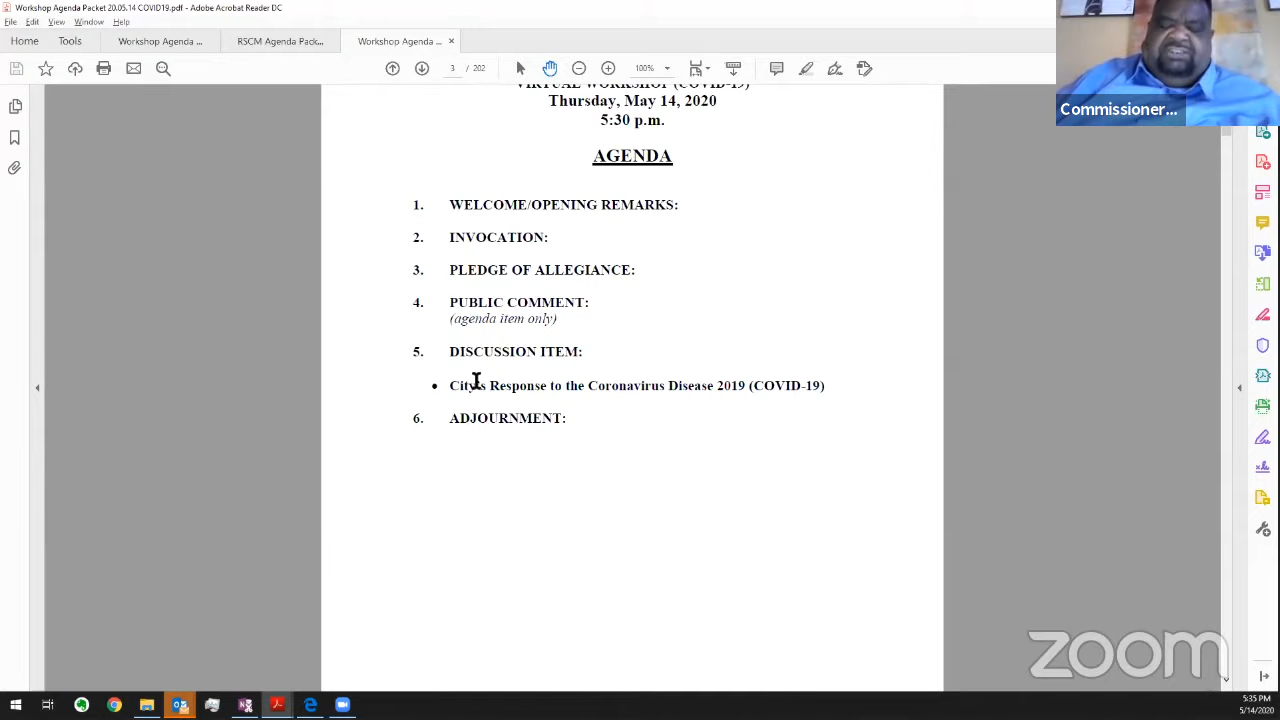 Workshop Agenda Packet 20.05.14 COVID19.pdf - Adobe Acrobat Reader DC
File Edit View Window Help
Home Tools Workshop Agenda ... RSCM Agenda Pack... Workshop Agenda ... ×
3 / 202 100%
Commissioner...
VIRTUAL WORKSHOP (COVID-19)
Thursday, May 14, 2020
5:30 p.m.
AGENDA
1. WELCOME/OPENING REMARKS:
2. INVOCATION:
3. PLEDGE OF ALLEGIANCE:
4. PUBLIC COMMENT:
(agenda item only)
5. DISCUSSION ITEM:
• City's Response to the Coronavirus Disease 2019 (COVID-19)
6. ADJOURNMENT:
zoom
5:35 PM
5/14/2020